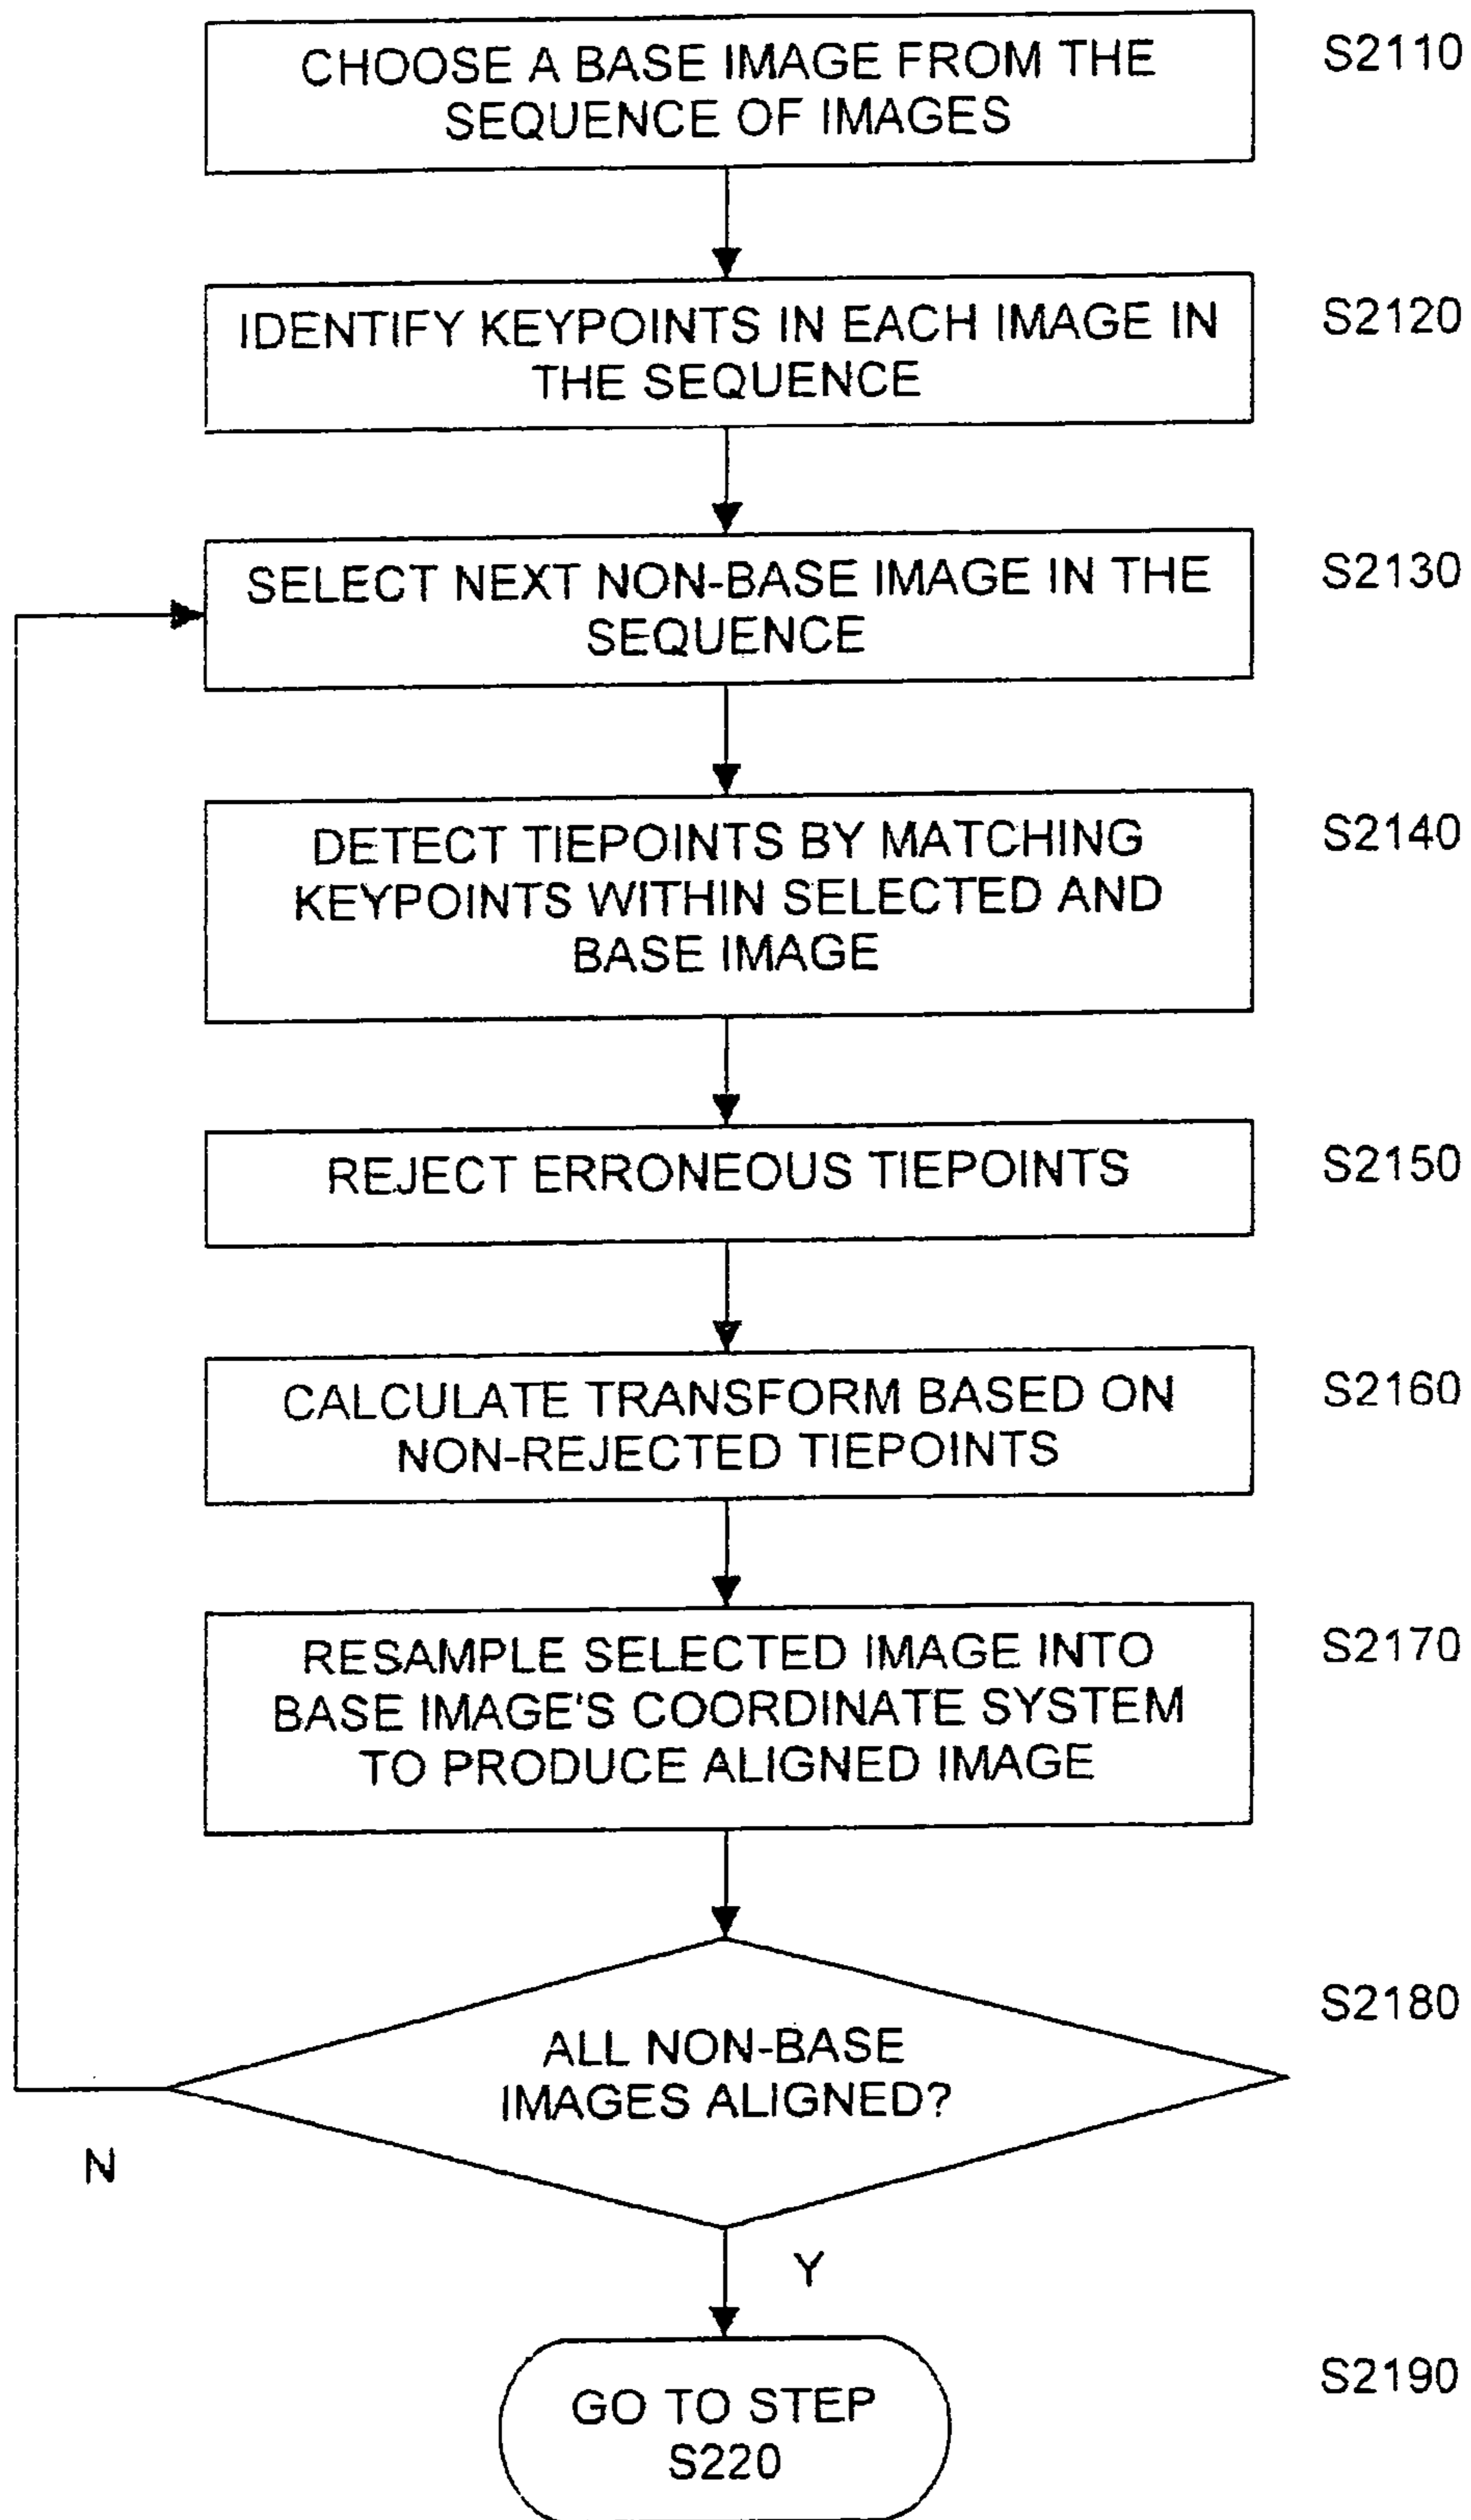 CHOOSE A BASE IMAGE FROM THE
SEQUENCE OF IMAGES
S2110
IDENTIFY KEYPOINTS IN EACH IMAGE IN
THE SEQUENCE
S2120
SELECT NEXT NON-BASE IMAGE IN THE
SEQUENCE
S2130
DETECT TIEPOINTS BY MATCHING
KEYPOINTS WITHIN SELECTED AND
BASE IMAGE
S2140
REJECT ERRONEOUS TIEPOINTS
S2150
CALCULATE TRANSFORM BASED ON
NON-REJECTED TIEPOINTS
S2160
RESAMPLE SELECTED IMAGE INTO
BASE IMAGE'S COORDINATE SYSTEM
TO PRODUCE ALIGNED IMAGE
S2170
ALL NON-BASE
IMAGES ALIGNED?
S2180
N
Y
GO TO STEP
S220
S2190